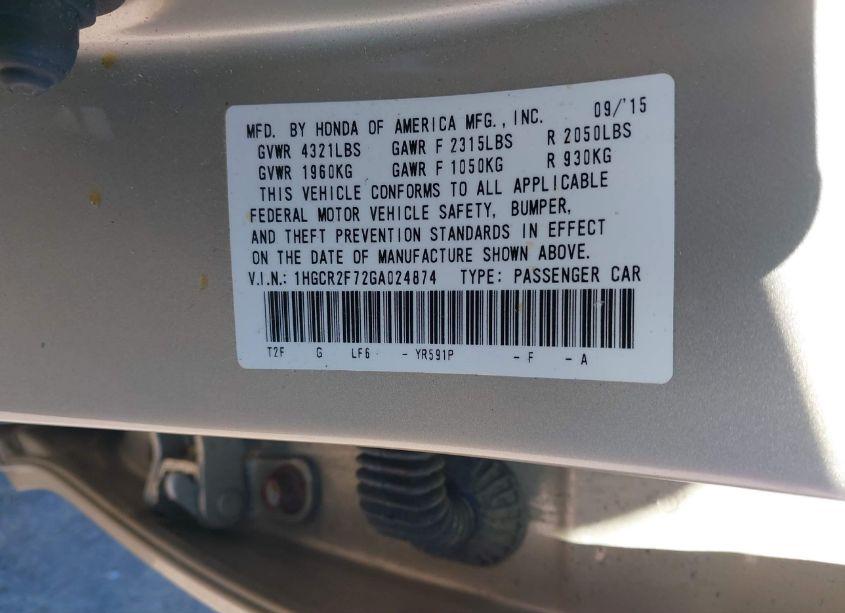 MFD. BY HONDA OF AMERICA MFG., INC. 09/'15
GVWR 4321LBS GAWR F 2315LBS R 2050LBS
GVWR 1960KG GAWR F 1050KG R 930KG
THIS VEHICLE CONFORMS TO ALL APPLICABLE
FEDERAL MOTOR VEHICLE SAFETY, BUMPER,
AND THEFT PREVENTION STANDARDS IN EFFECT
ON THE DATE OF MANUFACTURE SHOWN ABOVE.
V.I.N.: 1HGCR2F72GA024874 TYPE: PASSENGER CAR
T2F G LF6 - YR591P - F - A